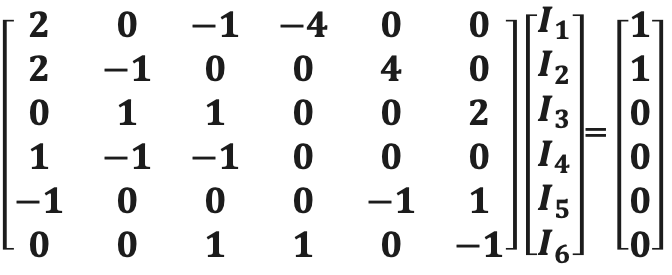 2 0 −1 −4 0 0 I₁ 1
2 −1 0 0 4 0 I₂ 1
0 1 1 0 0 2 I₃ 0
1 −1 −1 0 0 0 I₄ = 0
−1 0 0 0 −1 1 I₅ 0
0 0 1 1 0 −1 I₆ 0